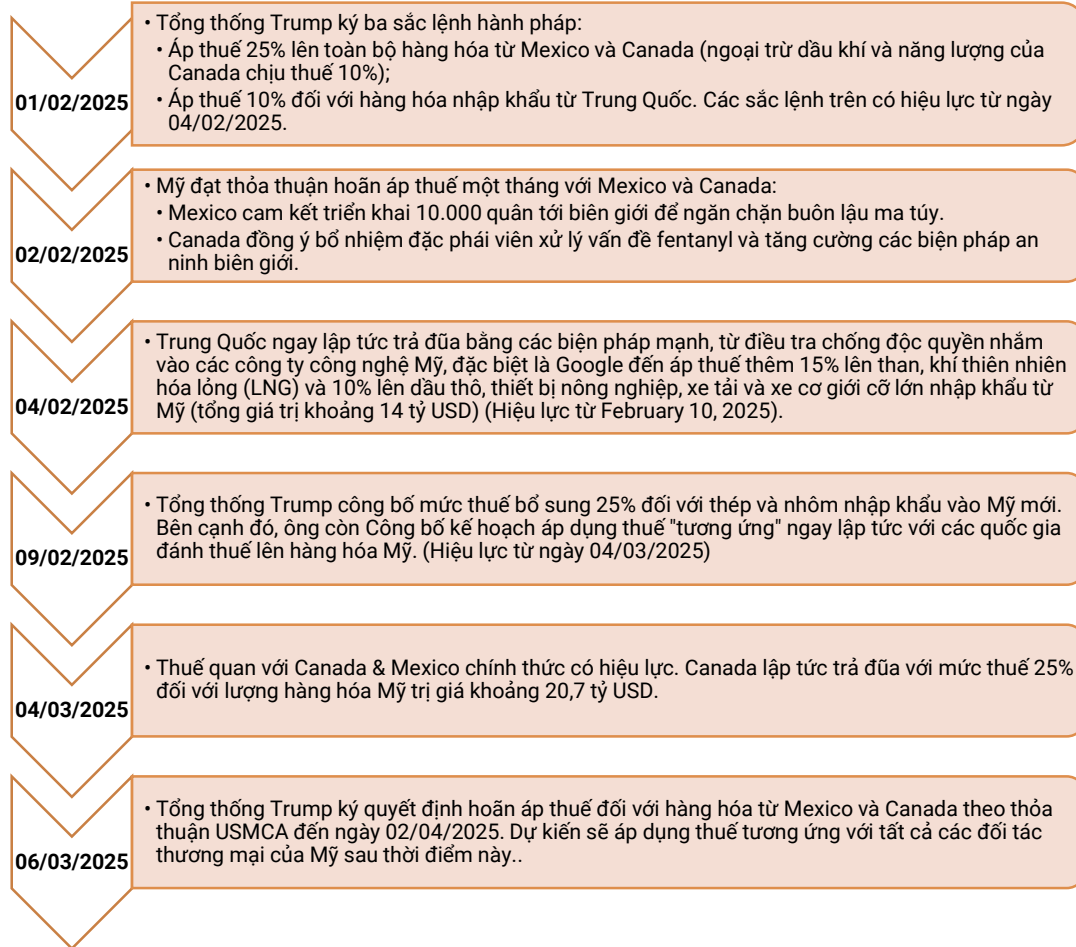 • Tổng thống Trump ký ba sắc lệnh hành pháp:
• Áp thuế 25% lên toàn bộ hàng hóa từ Mexico và Canada (ngoại trừ dầu khí và năng lượng của
Canada chịu thuế 10%);
01/02/2025
• Áp thuế 10% đối với hàng hóa nhập khẩu từ Trung Quốc. Các sắc lệnh trên có hiệu lực từ ngày
04/02/2025.
• Mỹ đạt thỏa thuận hoãn áp thuế một tháng với Mexico và Canada:
• Mexico cam kết triển khai 10.000 quân tới biên giới để ngăn chặn buôn lậu ma túy.
02/02/2025
• Canada đồng ý bổ nhiệm đặc phái viên xử lý vấn đề fentanyl và tăng cường các biện pháp an
ninh biên giới.
• Trung Quốc ngay lập tức trả đũa bằng các biện pháp mạnh, từ điều tra chống độc quyền nhắm
vào các công ty công nghệ Mỹ, đặc biệt là Google đến áp thuế thêm 15% lên than, khí thiên nhiên
hóa lỏng (LNG) và 10% lên dầu thô, thiết bị nông nghiệp, xe tải và xe cơ giới cỡ lớn nhập khẩu từ
04/02/2025
Mỹ (tổng giá trị khoảng 14 tỷ USD) (Hiệu lực từ February 10, 2025).
• Tổng thống Trump công bố mức thuế bổ sung 25% đối với thép và nhôm nhập khẩu vào Mỹ mới.
Bên cạnh đó, ông còn Công bố kế hoạch áp dụng thuế "tương ứng" ngay lập tức với các quốc gia
09/02/2025
đánh thuế lên hàng hóa Mỹ. (Hiệu lực từ ngày 04/03/2025)
• Thuế quan với Canada & Mexico chính thức có hiệu lực. Canada lập tức trả đũa với mức thuế 25%
04/03/2025
đối với lượng hàng hóa Mỹ trị giá khoảng 20,7 tỷ USD.
• Tổng thống Trump ký quyết định hoãn áp thuế đối với hàng hóa từ Mexico và Canada theo thỏa
thuận USMCA đến ngày 02/04/2025. Dự kiến sẽ áp dụng thuế tương ứng với tất cả các đối tác
06/03/2025
thương mại của Mỹ sau thời điểm này..